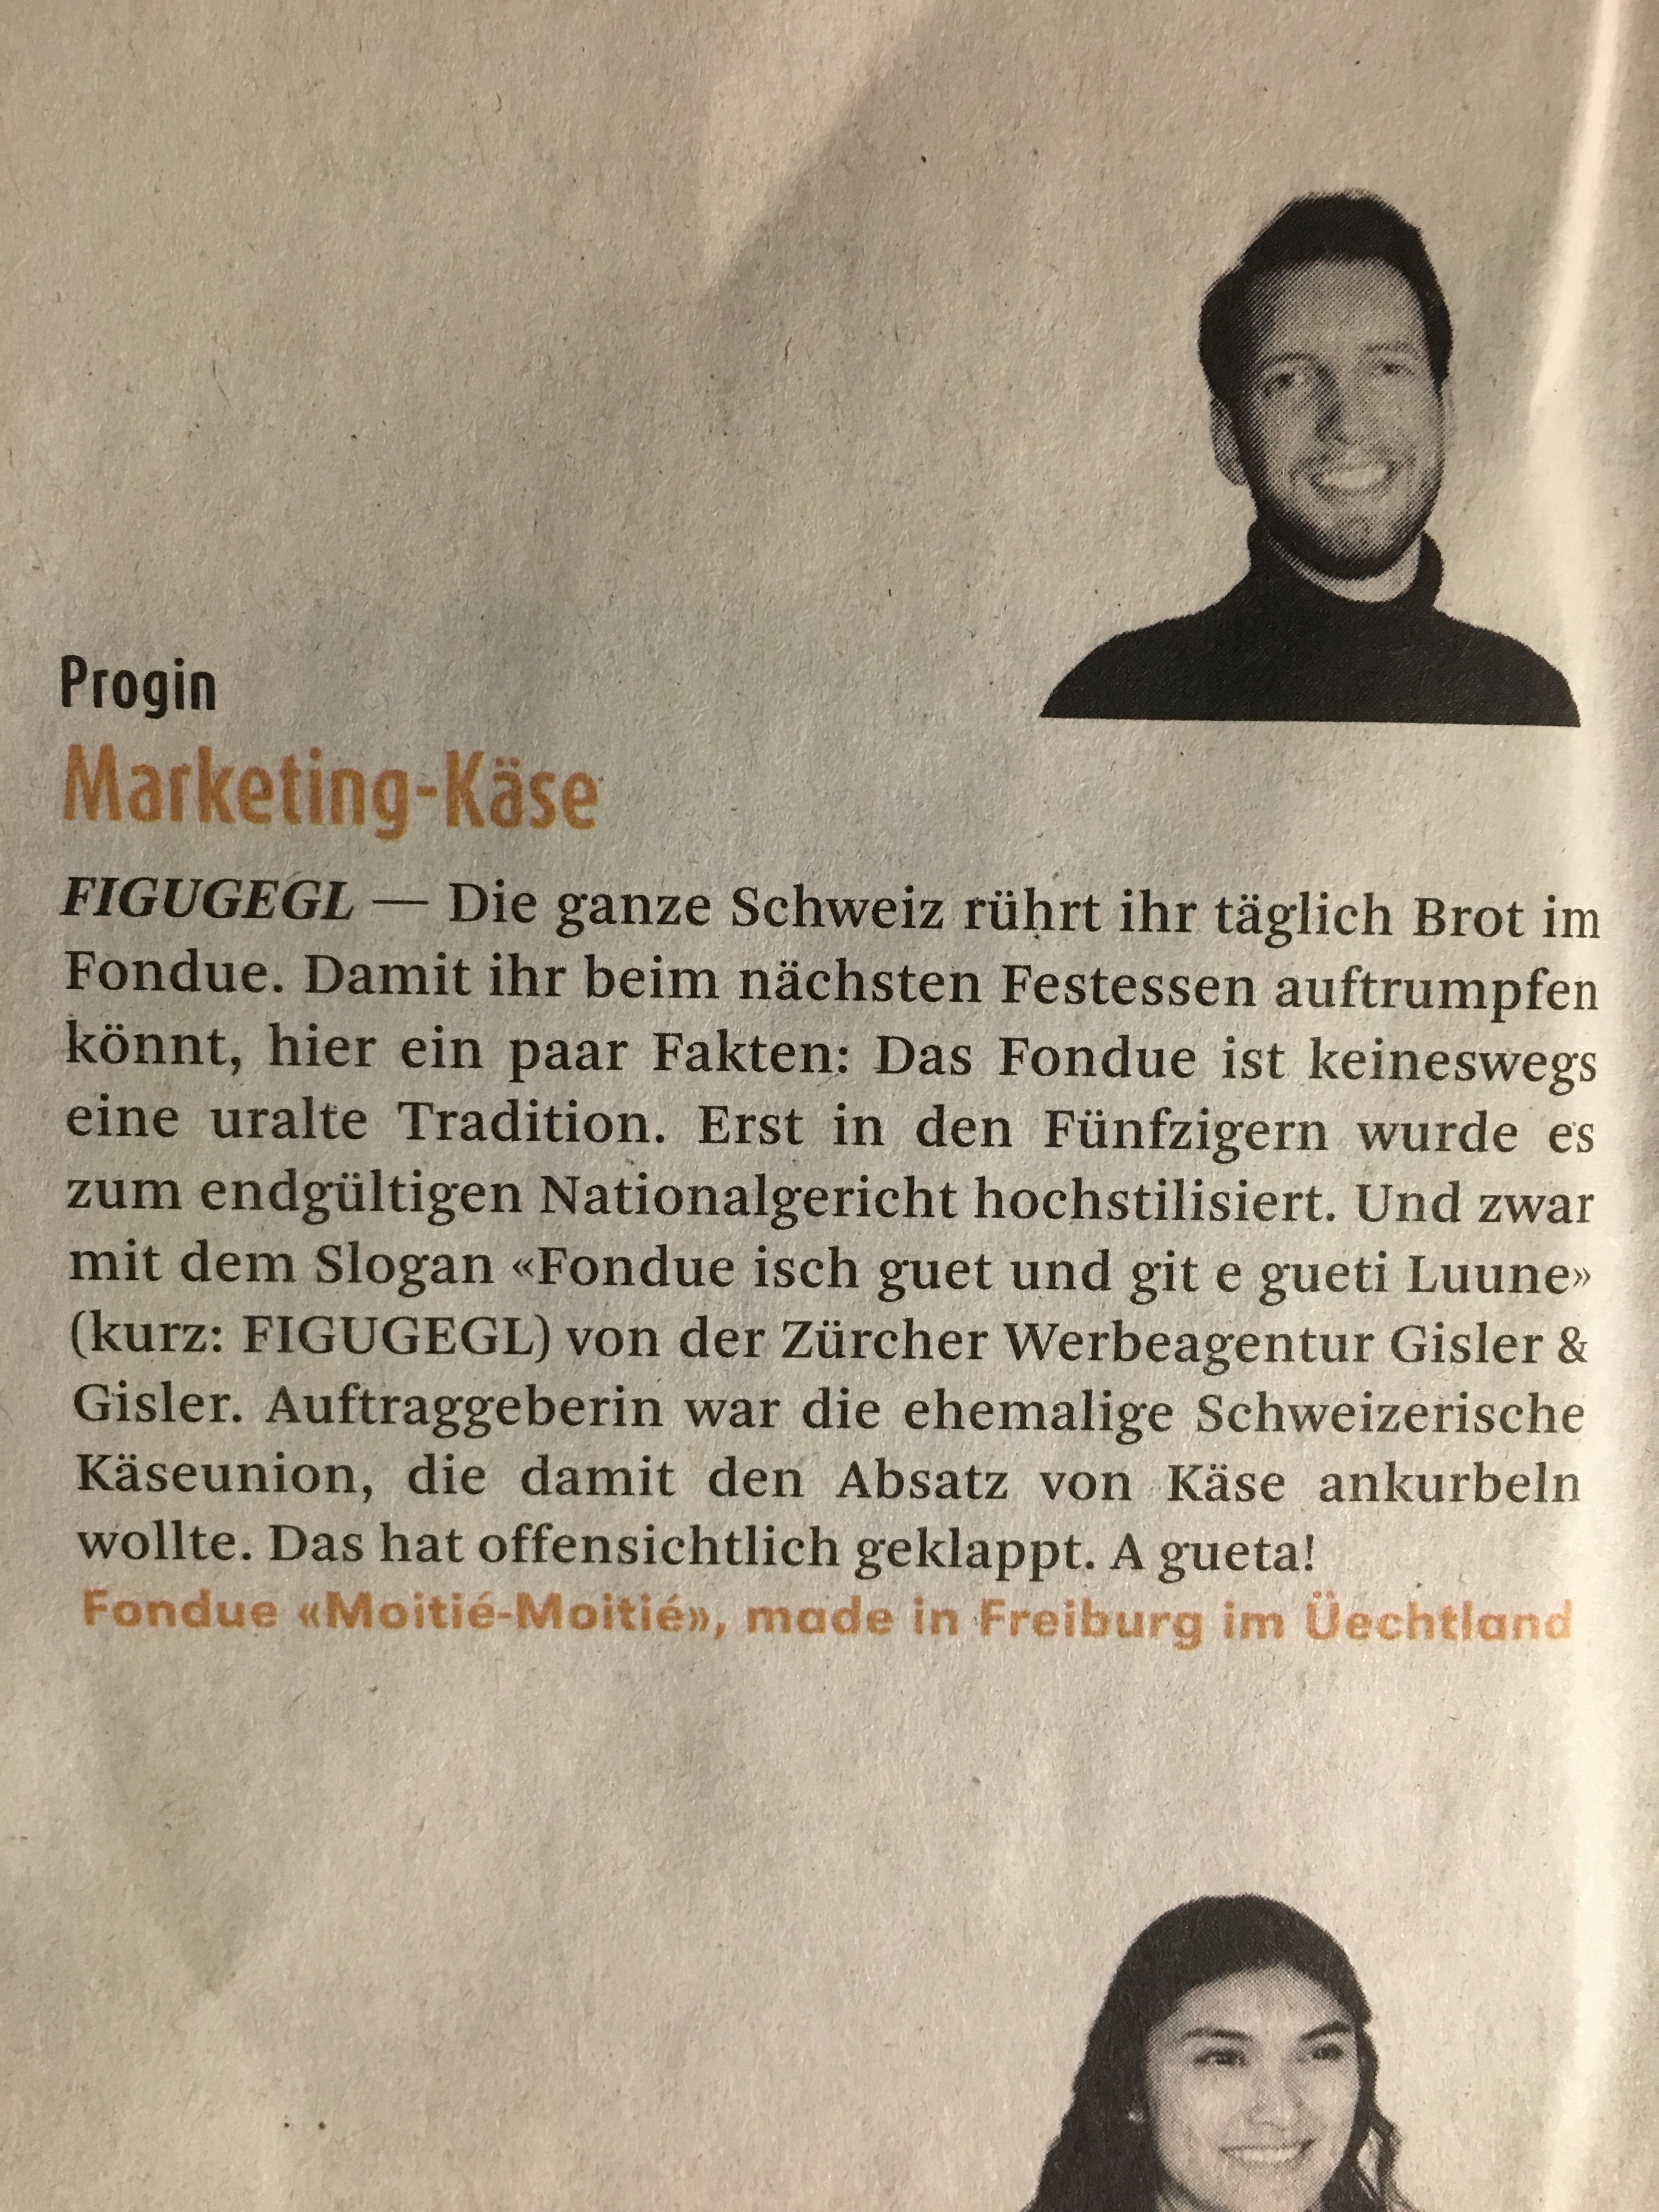 Progin
Marketing-Käse
FIGUGEGL — Die ganze Schweiz rührt ihr täglich Brot im
Fondue. Damit ihr beim nächsten Festessen auftrumpfen
könnt, hier ein paar Fakten: Das Fondue ist keineswegs
eine uralte Tradition. Erst in den Fünfzigern wurde es
zum endgültigen Nationalgericht hochstilisiert. Und zwar
mit dem Slogan «Fondue isch guet und git e gueti Luune»
(kurz: FIGUGEGL) von der Zürcher Werbeagentur Gisler &
Gisler. Auftraggeberin war die ehemalige Schweizerische
Käseunion, die damit den Absatz von Käse ankurbeln
wollte. Das hat offensichtlich geklappt. A gueta!
Fondue «Moitié-Moitié», made in Freiburg im Üechtland